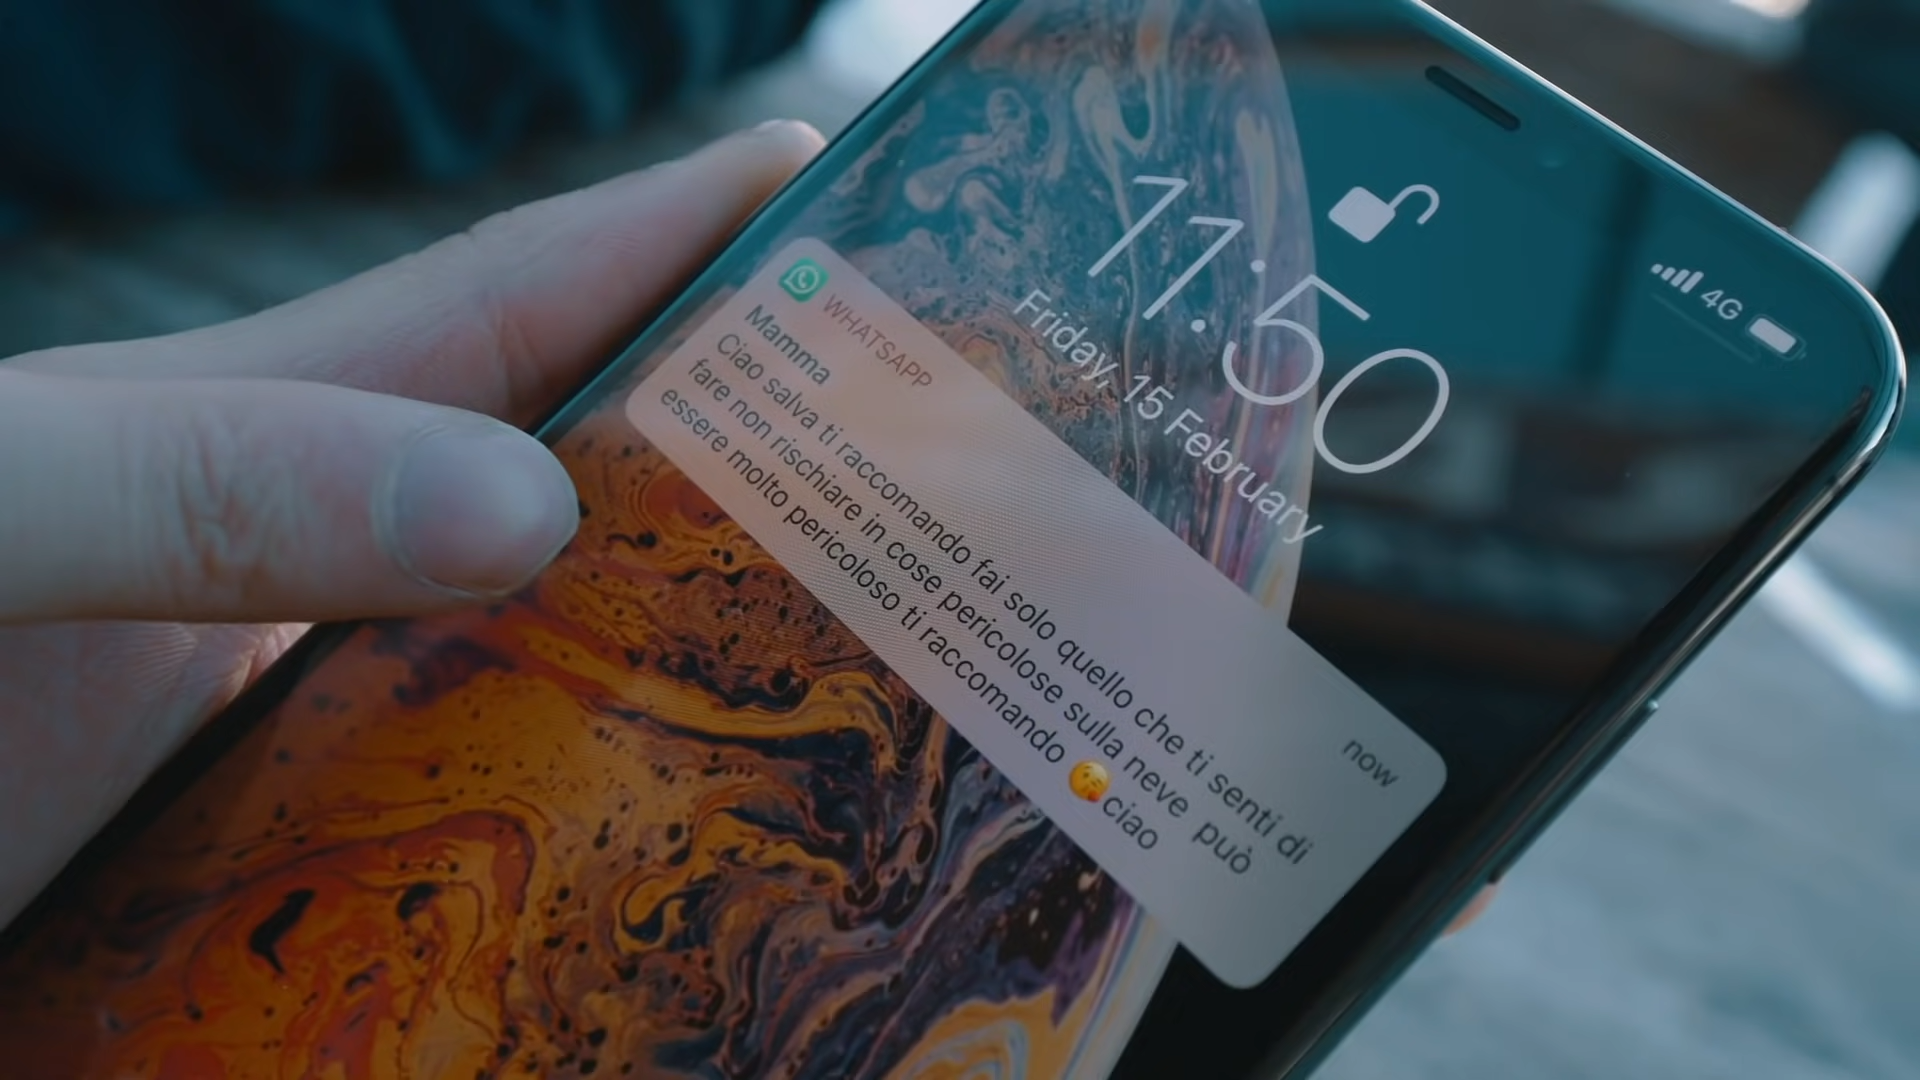 4G
11:50
Friday, 15 February
WHATSAPP
now
Mamma
Ciao salva ti raccomando fai solo quello che ti senti di
fare non rischiare in cose pericolose sulla neve può
essere molto pericoloso ti raccomando 😘 ciao